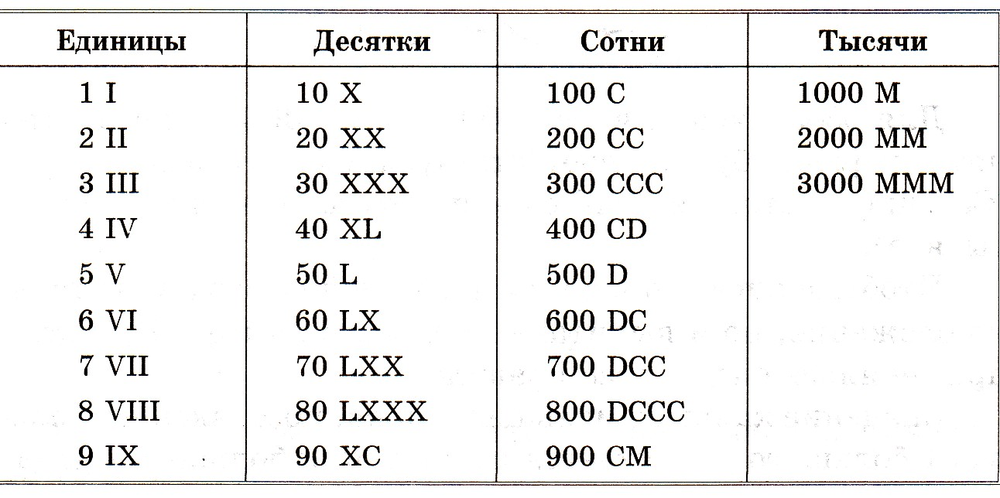 Единицы Десятки Сотни Тысячи
1 I 10 X 100 C 1000 M
2 II 20 XX 200 CC 2000 MM
3 III 30 XXX 300 CCC 3000 MMM
4 IV 40 XL 400 CD
5 V 50 L 500 D
6 VI 60 LX 600 DC
7 VII 70 LXX 700 DCC
8 VIII 80 LXXX 800 DCCC
9 IX 90 XC 900 CM